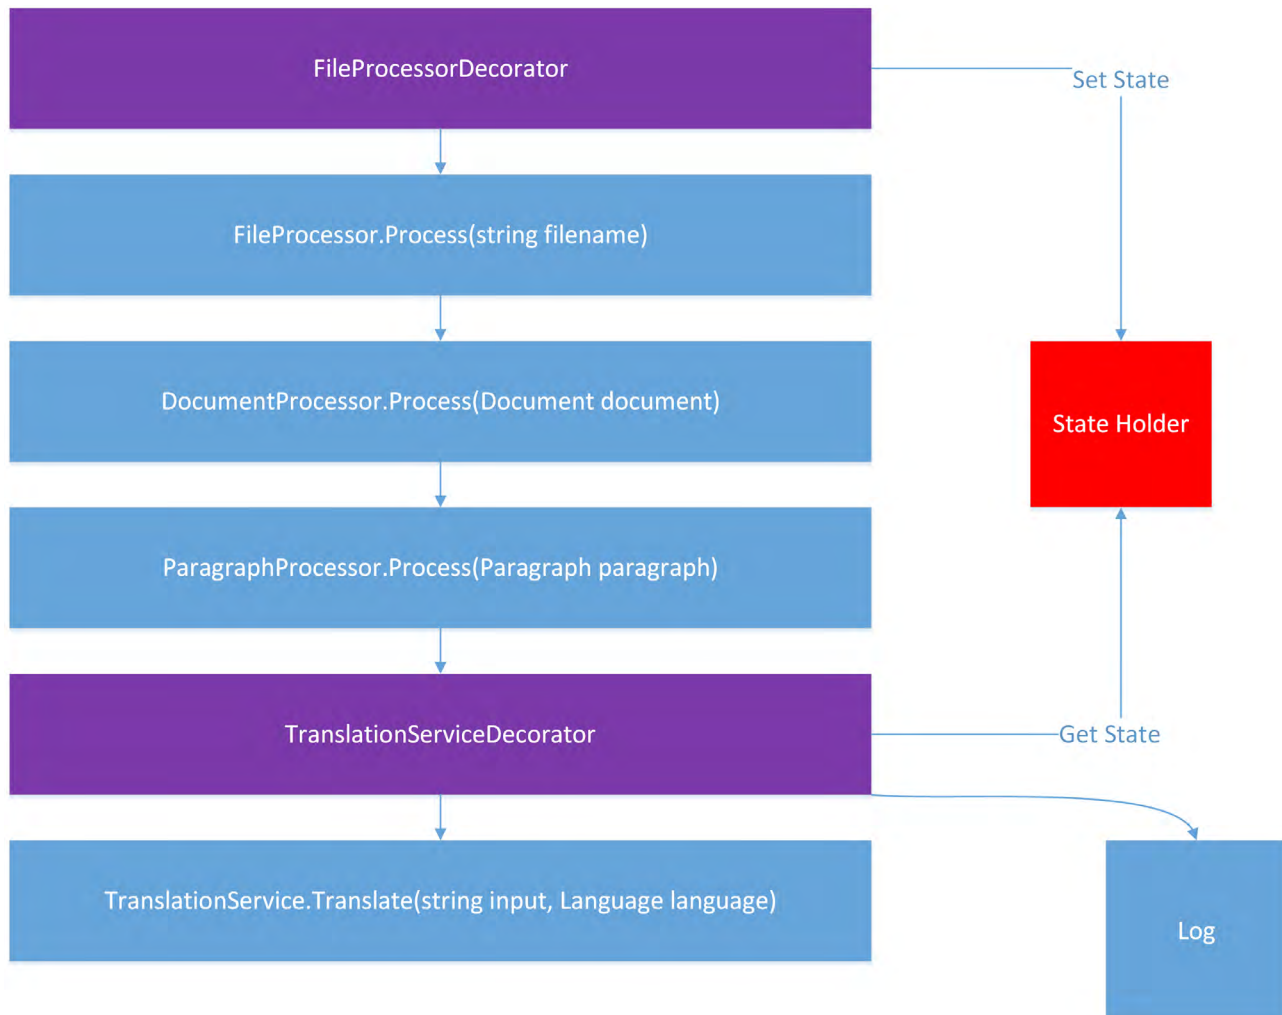 FileProcessorDecorator
Set State
FileProcessor.Process(string filename)
DocumentProcessor.Process(Document document)
State Holder
ParagraphProcessor.Process(Paragraph paragraph)
TranslationServiceDecorator
Get State
TranslationService.Translate(string input, Language language)
Log